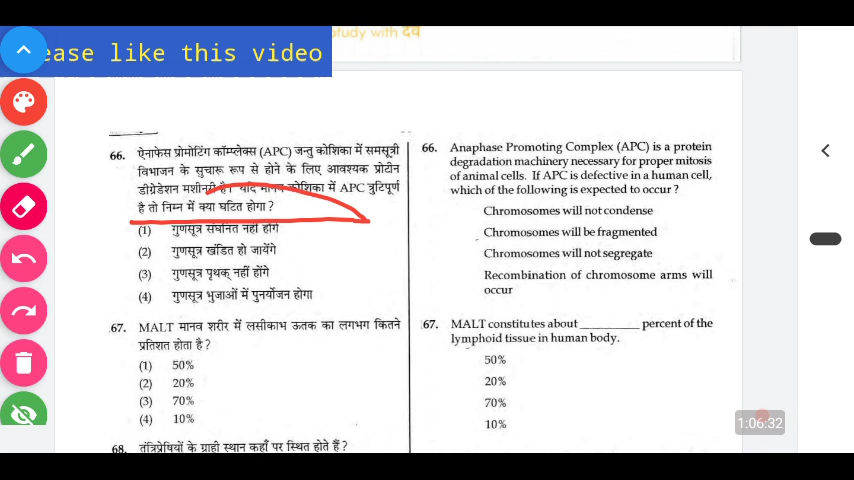 study with देव
ease like this video
66. ऐनाफेस प्रोमोटिंग कॉम्प्लेक्स (APC) जन्तु कोशिका में समसूत्री
विभाजन के सुचारू रूप से होने के लिए आवश्यक प्रोटीन
डीग्रेडेशन मशीनरी है। यदि मानव कोशिका में APC त्रुटिपूर्ण
है तो निम्न में क्या घटित होगा ?
(1) गुणसूत्र संघनित नहीं होंगे
(2) गुणसूत्र खंडित हो जायेंगे
(3) गुणसूत्र पृथक् नहीं होंगे
(4) गुणसूत्र भुजाओं में पुनर्योजन होगा
67. MALT मानव शरीर में लसीकाभ ऊतक का लगभग कितने
प्रतिशत होता है ?
(1) 50%
(2) 20%
(3) 70%
(4) 10%
68. तंत्रिप्रेषियों के ग्राही स्थान कहाँ पर स्थित होते हैं ?
66. Anaphase Promoting Complex (APC) is a protein
degradation machinery necessary for proper mitosis
of animal cells. If APC is defective in a human cell,
which of the following is expected to occur ?
Chromosomes will not condense
Chromosomes will be fragmented
Chromosomes will not segregate
Recombination of chromosome arms will
occur
67. MALT constitutes about ________ percent of the
lymphoid tissue in human body.
50%
20%
70%
10%
1:06:32